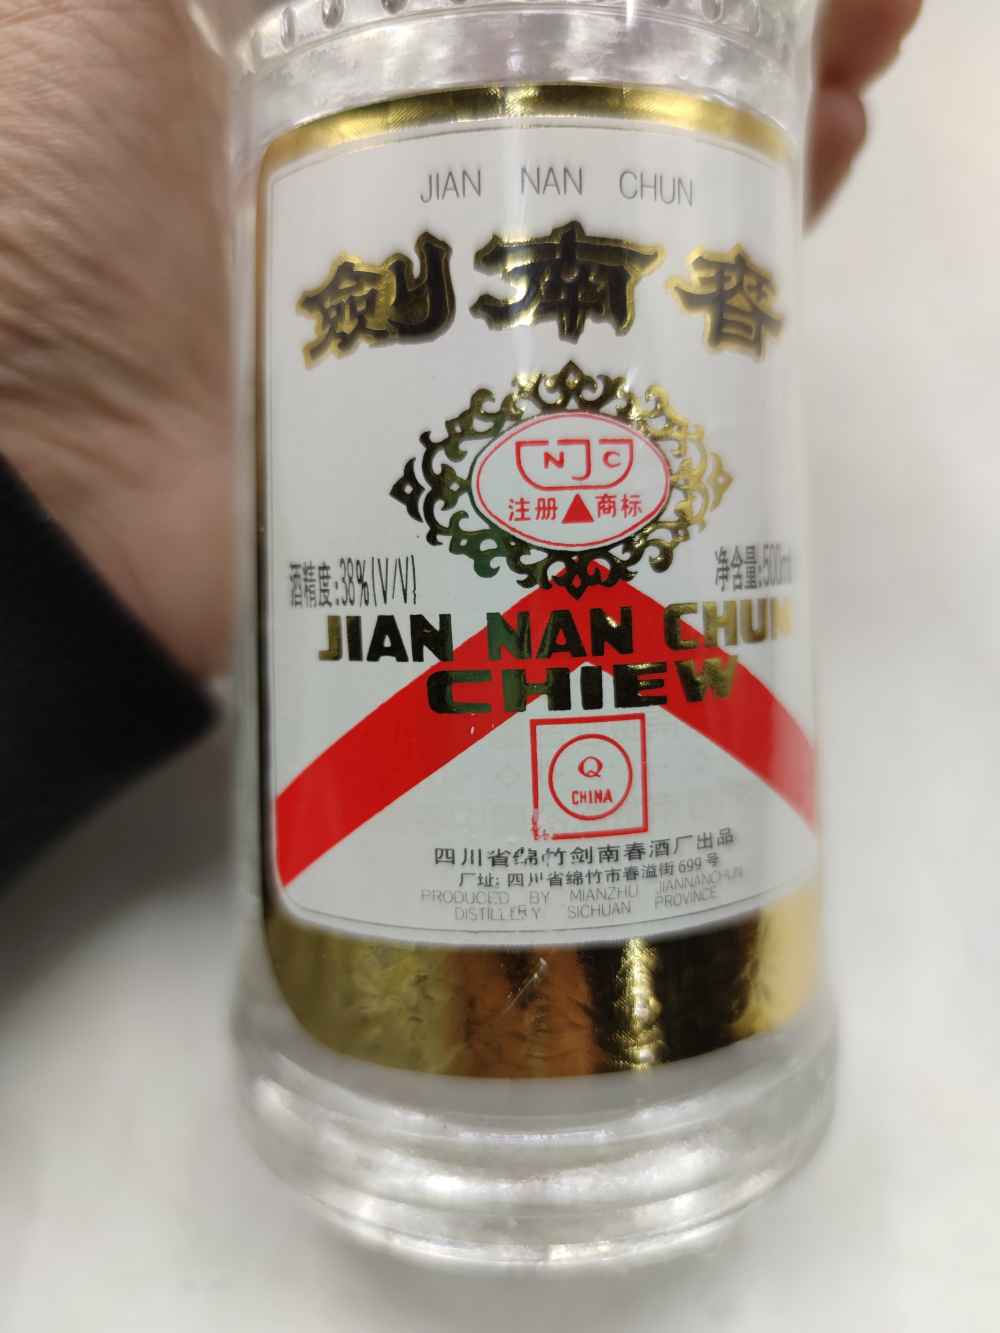 JIAN NAN CHUN
劍南春
NJC
注册 商标
酒精度:38%(V/V)
净含量:500ml
JIAN NAN CHUN
CHIEW
Q
CHINA
四川省绵竹剑南春酒厂出品
厂址: 四川省绵竹市春溢街699号
PRODUCED BY MIANZHU JIANNANCHUN
DISTILLERY SICHUAN PROVINCE